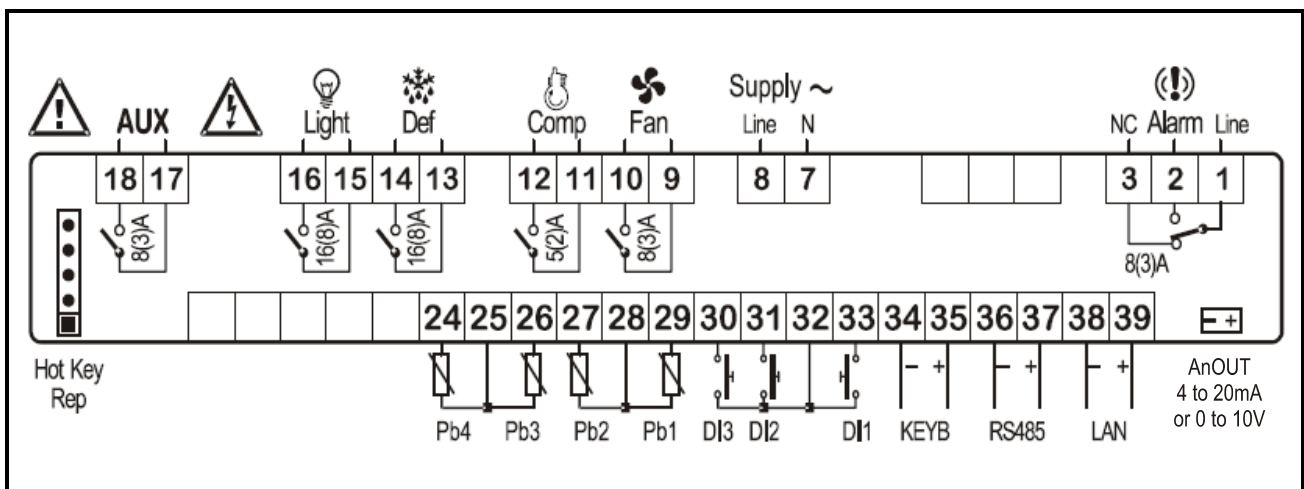 Supply ~
AUX Light Def Comp Fan Line N NC Alarm Line
18 17 16 15 14 13 12 11 10 9 8 7 3 2 1
8(3)A 16(8)A 16(8)A 5(2)A 8(3)A 8(3)A
24 25 26 27 28 29 30 31 32 33 34 35 36 37 38 39 - +
- + - + - +
Hot Key
Rep
Pb4 Pb3 Pb2 Pb1 DI3 DI2 DI1 KEYB RS485 LAN
AnOUT
4 to 20mA
or 0 to 10V